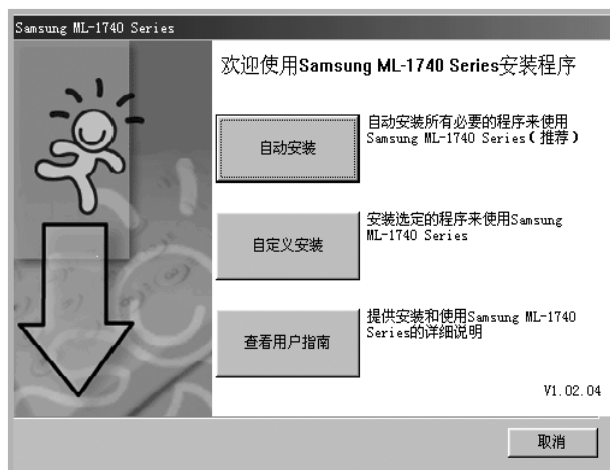 Samsung ML-1740 Series
欢迎使用Samsung ML-1740 Series安装程序
自动安装
自动安装所有必要的程序来使用
Samsung ML-1740 Series(推荐)
自定义安装
安装选定的程序来使用Samsung
ML-1740 Series
查看用户指南
提供安装和使用Samsung ML-1740
Series的详细说明
V1.02.04
取消